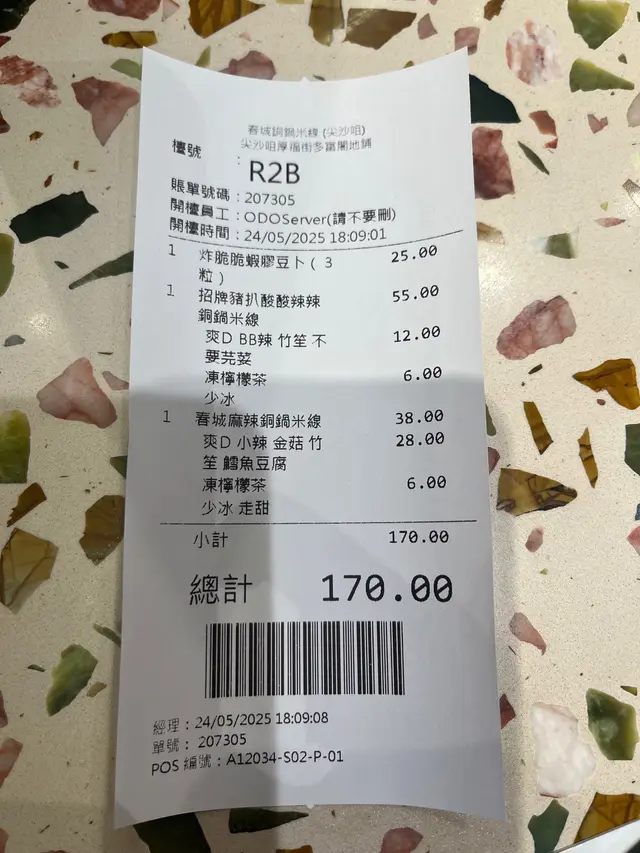 春城銅鍋米線 (尖沙咀)
尖沙咀厚福街多富閣地舖
檯號 : R2B
賬單號碼 : 207305
開檯員工 : ODOServer(請不要刪)
開檯時間 : 24/05/2025 18:09:01
1 炸脆脆蝦膠豆卜 ( 3 25.00
粒 )
1 招牌豬扒酸酸辣辣 55.00
銅鍋米線
爽D BB辣 竹笙 不 12.00
要芫荽
凍檸檬茶 6.00
少冰
1 春城麻辣銅鍋米線 38.00
爽D 小辣 金菇 竹 28.00
笙 鱈魚豆腐
凍檸檬茶 6.00
少冰 走甜
小計 170.00
總計 170.00
經理 : 24/05/2025 18:09:08
單號 : 207305
POS 編號 : A12034-S02-P-01